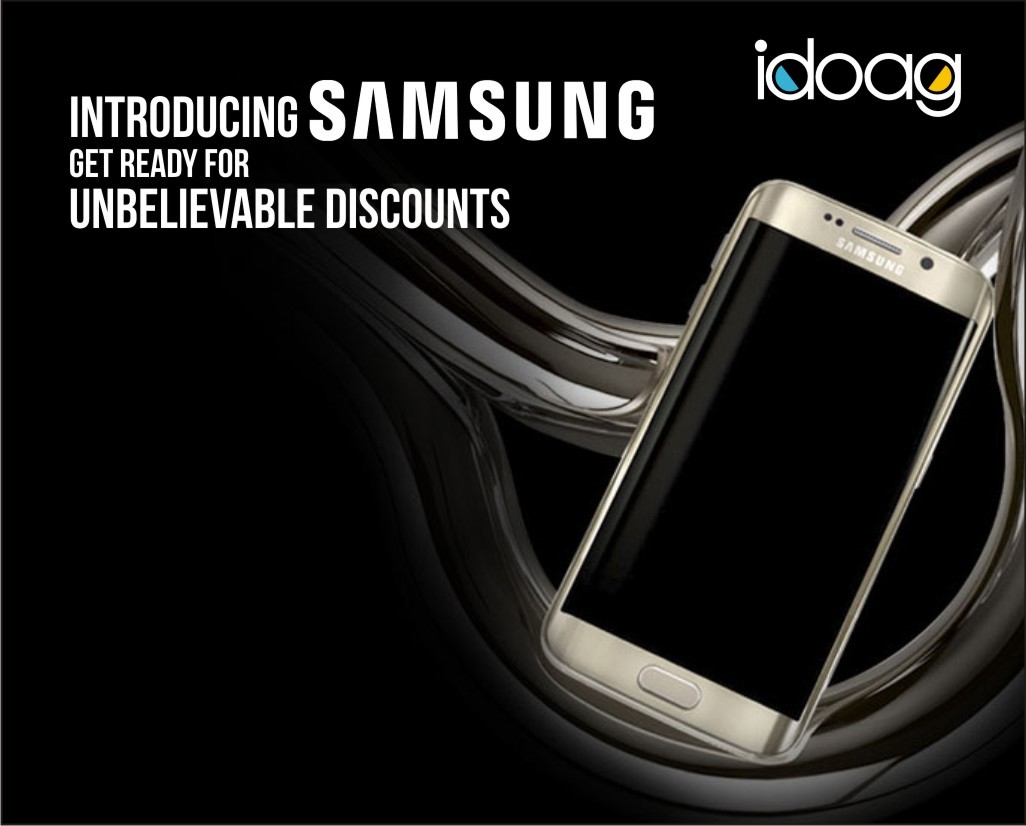 idoag
INTRODUCING SAMSUNG
GET READY FOR
UNBELIEVABLE DISCOUNTS
SAMSUNG